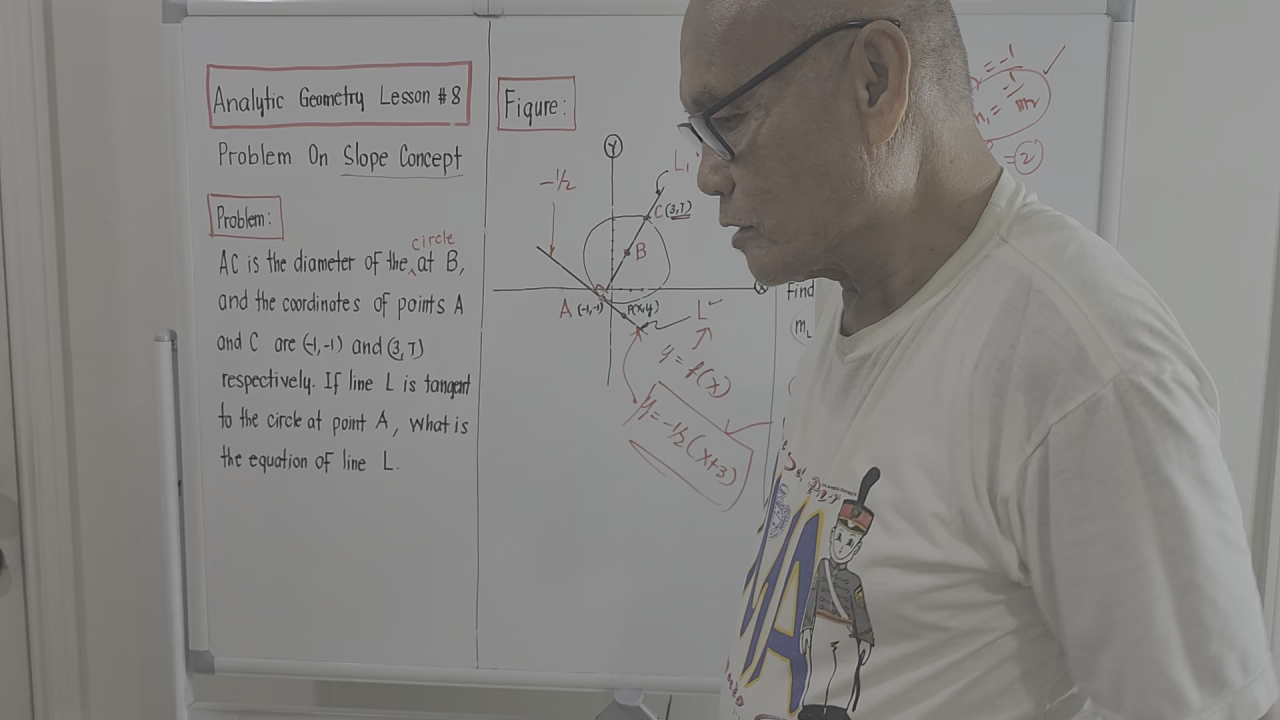 Analytic Geometry Lesson #8
Problem On Slope Concept
Problem:
circle
AC is the diameter of the at B,
and the coordinates of points A
and C are (-1,-1) and (3,7)
respectively. If line L is tangent
to the circle at point A, what is
the equation of line L.
Figure:
Y
-1/2
L1
C (3,7)
B
X
A (-1,-1)
P(x,y)
L
y = f(x)
y = -1/2 (x+3)
= -1
= -1/m2
= 2
Find